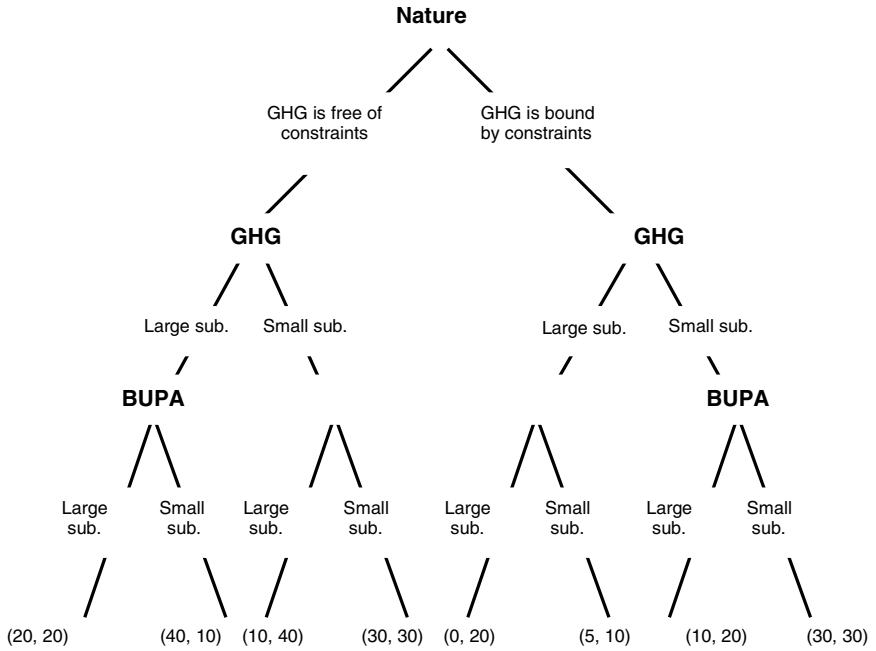 Nature
GHG is free of
constraints
GHG is bound
by constraints
GHG
GHG
Large sub.
Small sub.
Large sub.
Small sub.
BUPA
BUPA
Large
sub.
Small
sub.
Large
sub.
Small
sub.
Large
sub.
Small
sub.
Large
sub.
Small
sub.
(20, 20)
(40, 10)
(10, 40)
(30, 30)
(0, 20)
(5, 10)
(10, 20)
(30, 30)